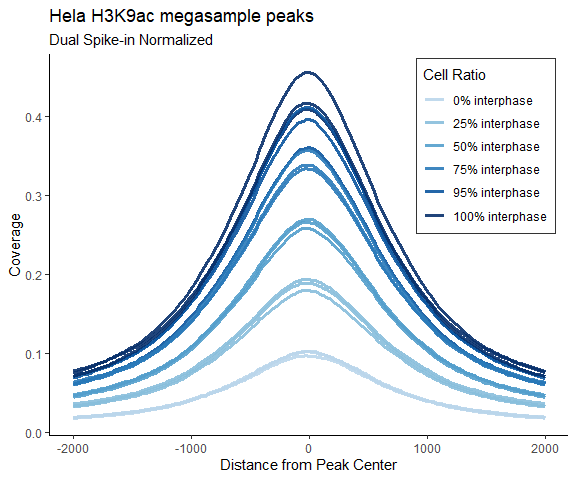 Hela H3K9ac megasample peaks
Dual Spike-in Normalized
Cell Ratio
0% interphase
25% interphase
50% interphase
75% interphase
95% interphase
100% interphase
Coverage
0.4
0.3
0.2
0.1
0.0
-2000 -1000 0 1000 2000
Distance from Peak Center